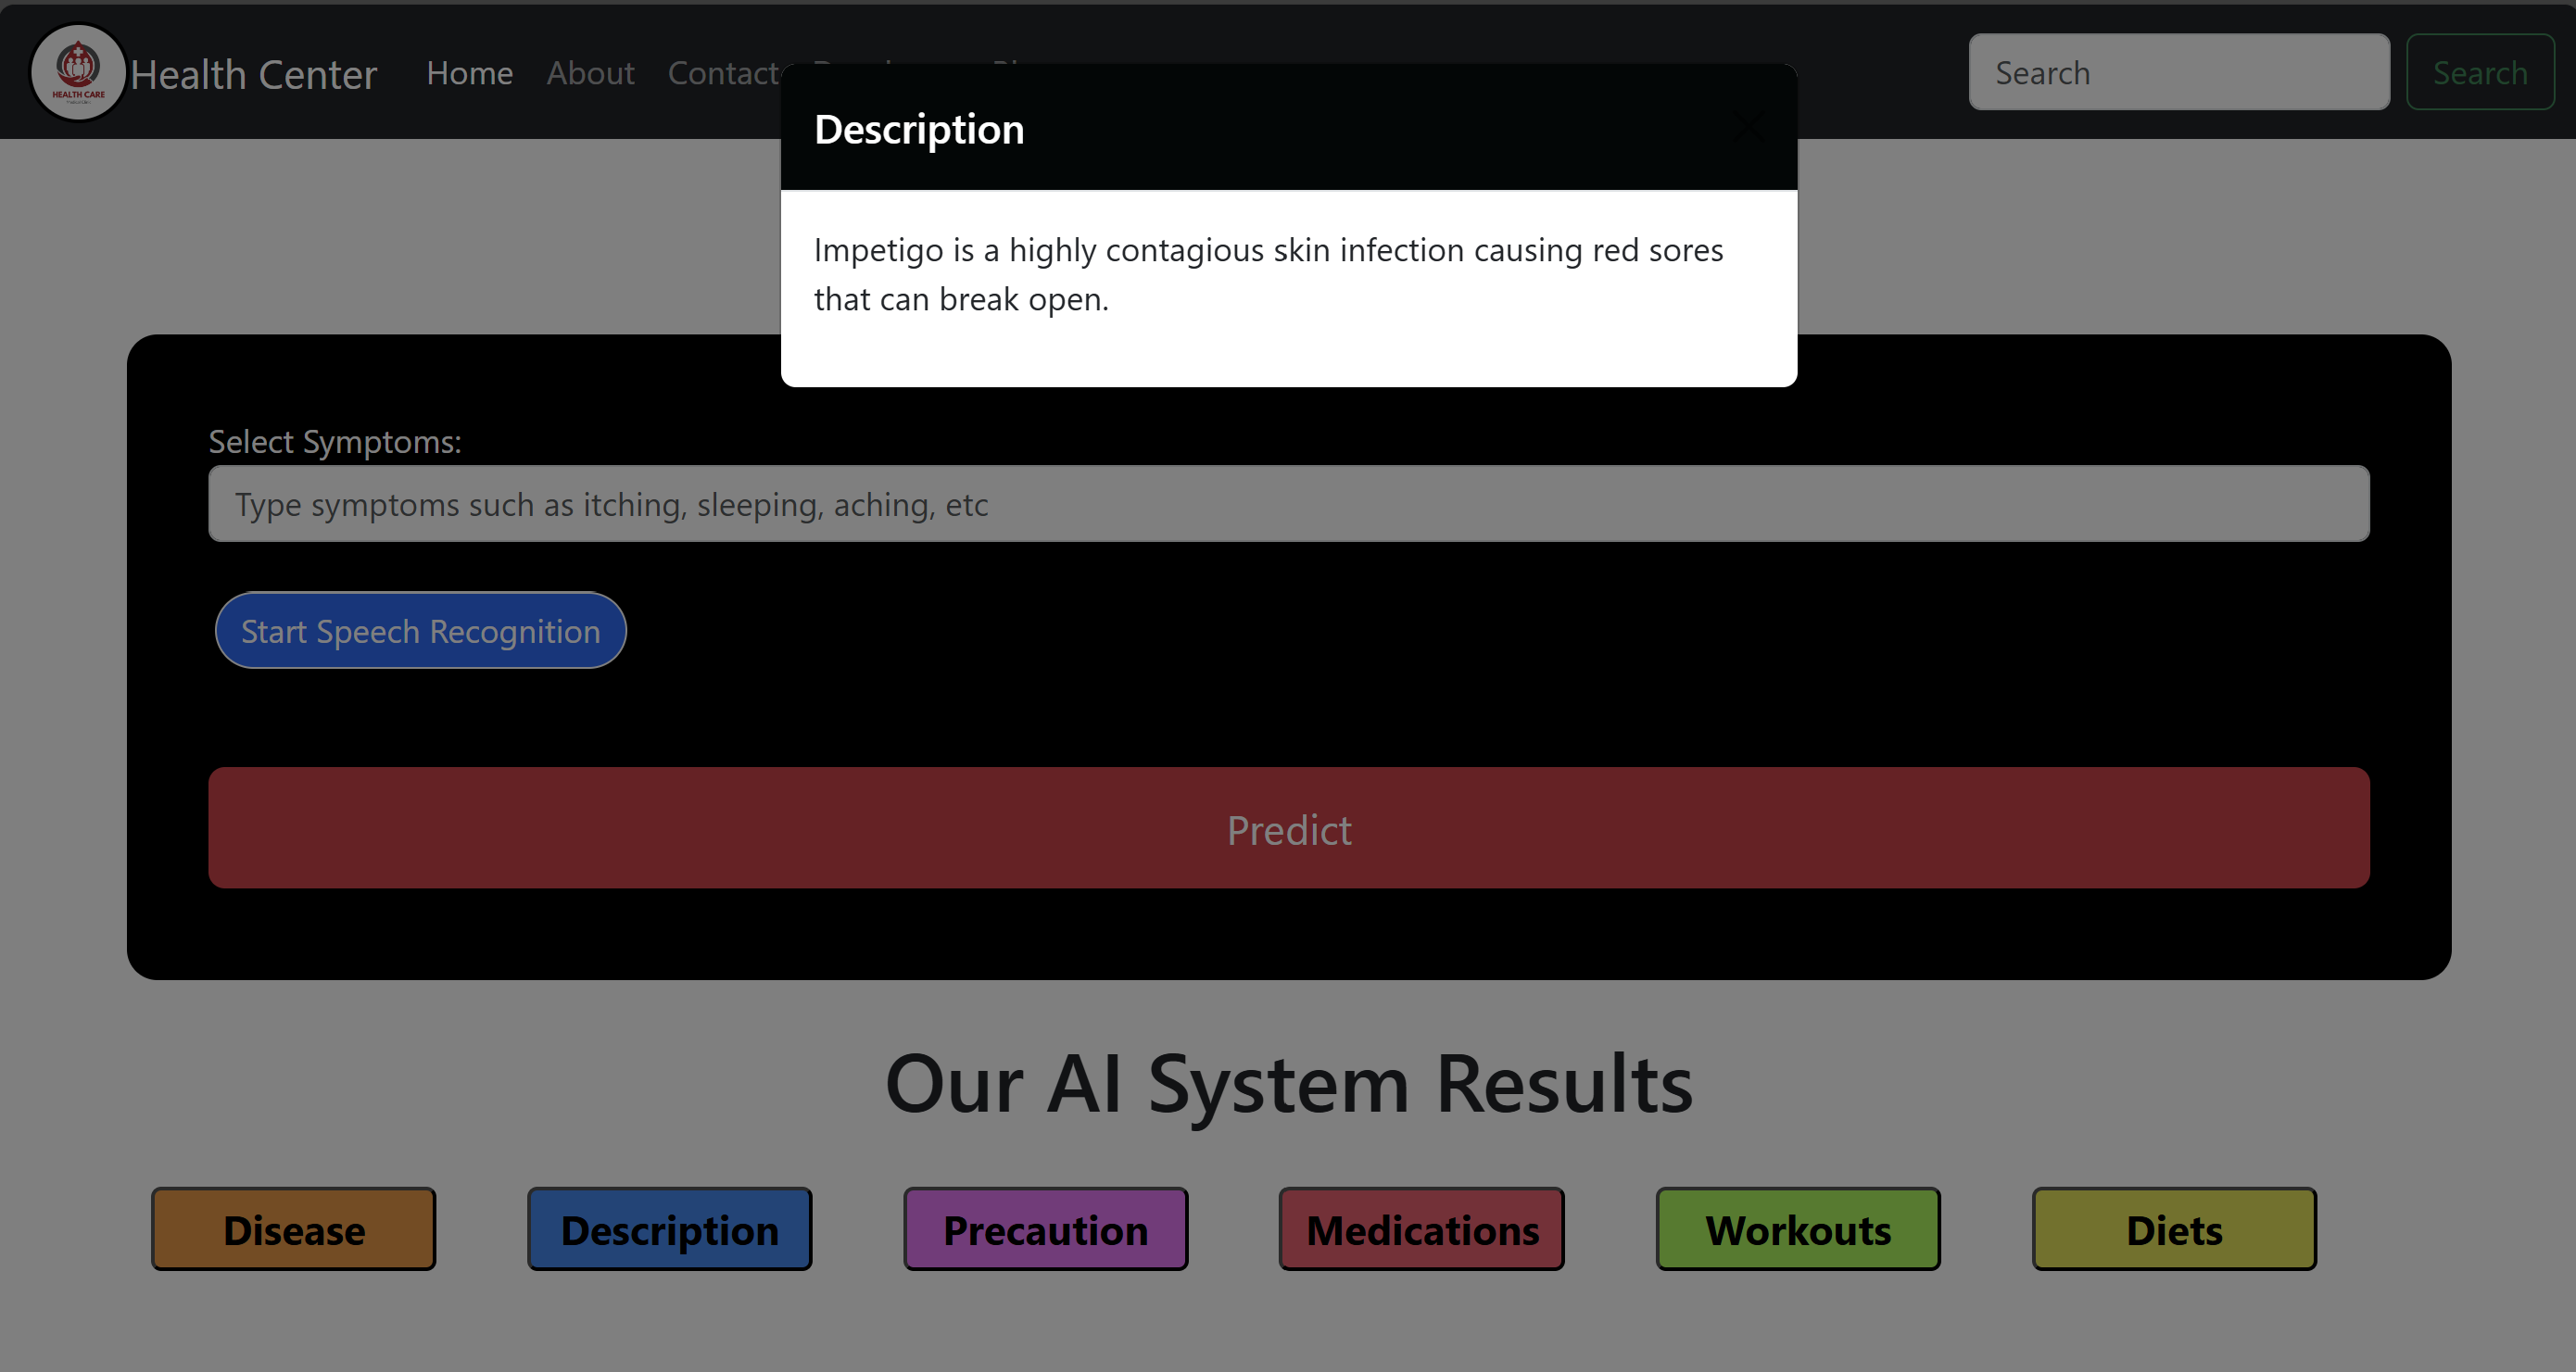 HEALTH CARE
Health Center
Home
About
Contact
Search
Search
Description
Impetigo is a highly contagious skin infection causing red sores
that can break open.
Select Symptoms:
Type symptoms such as itching, sleeping, aching, etc
Start Speech Recognition
Predict
Our AI System Results
Disease
Description
Precaution
Medications
Workouts
Diets